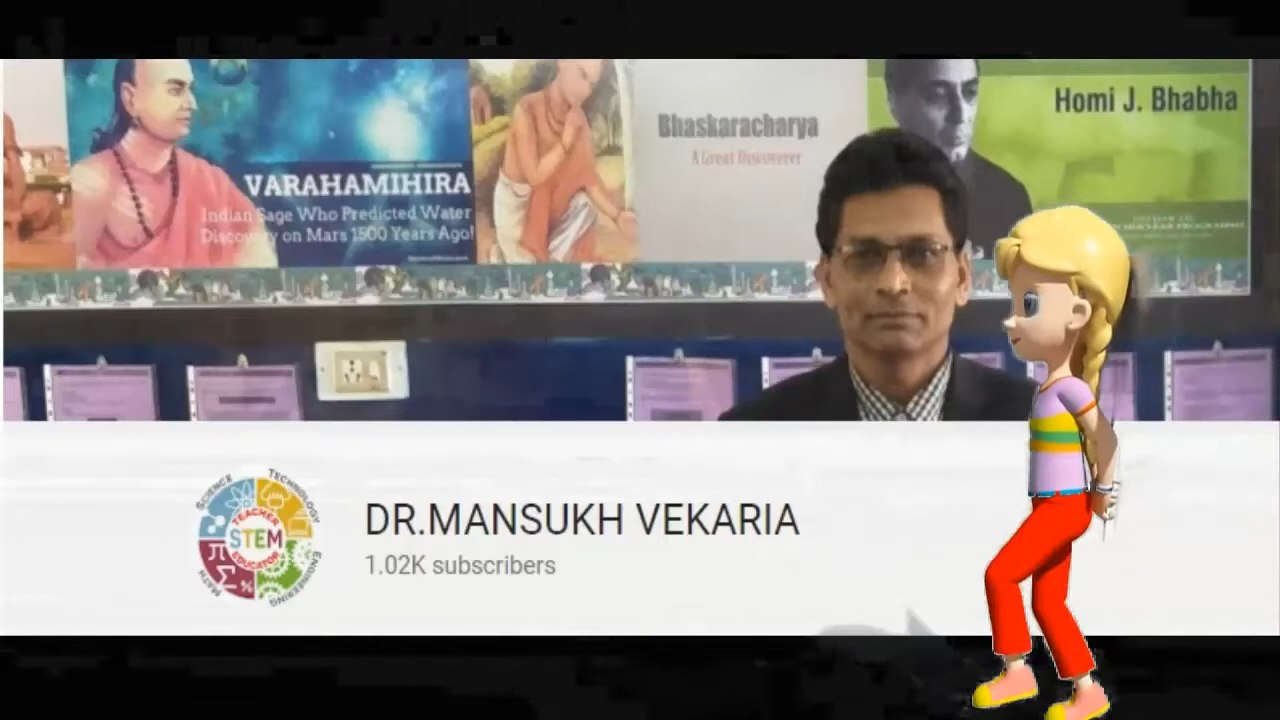 VARAHAMIHIRA
Indian Sage Who Predicted Water
Discovery on Mars 1500 Years Ago!
Bhaskaracharya
A Great Discoverer
Homi J. Bhabha
SCIENCE
TECHNOLOGY
ENGINEERING
MATH
TEACHER
STEM
EDUCATOR
π
Σ
%
DR.MANSUKH VEKARIA
1.02K subscribers